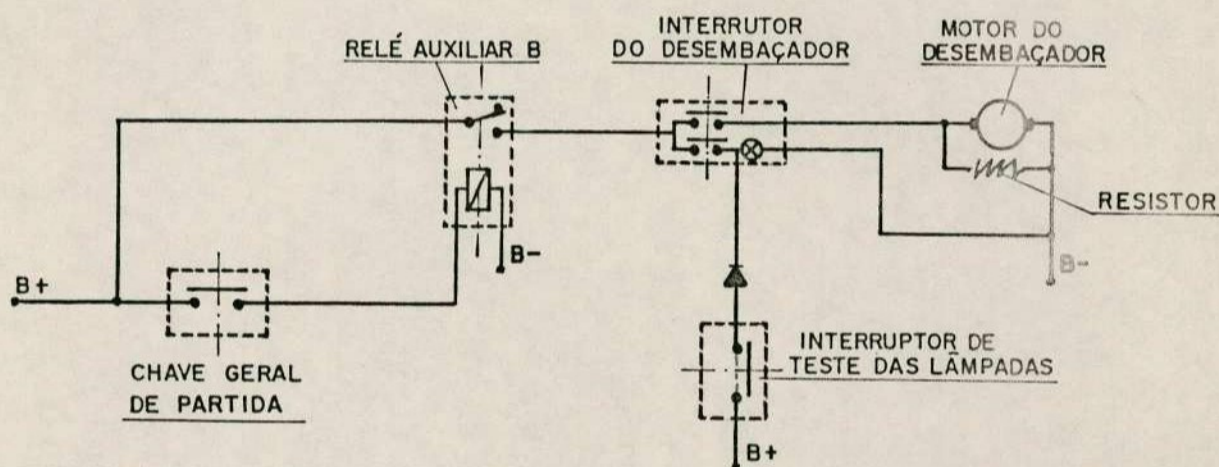 RELÉ AUXILIAR B
INTERRUTOR
DO DESEMBAÇADOR
MOTOR DO
DESEMBAÇADOR
RESISTOR
B-
B-
B+
CHAVE GERAL
DE PARTIDA
INTERRUPTOR DE
TESTE DAS LÂMPADAS
B+